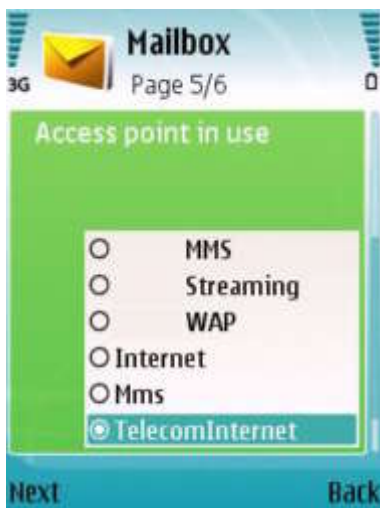 Mailbox
3G
Page 5/6
Access point in use
MMS
Streaming
WAP
Internet
Mms
TelecomInternet
Next
Back